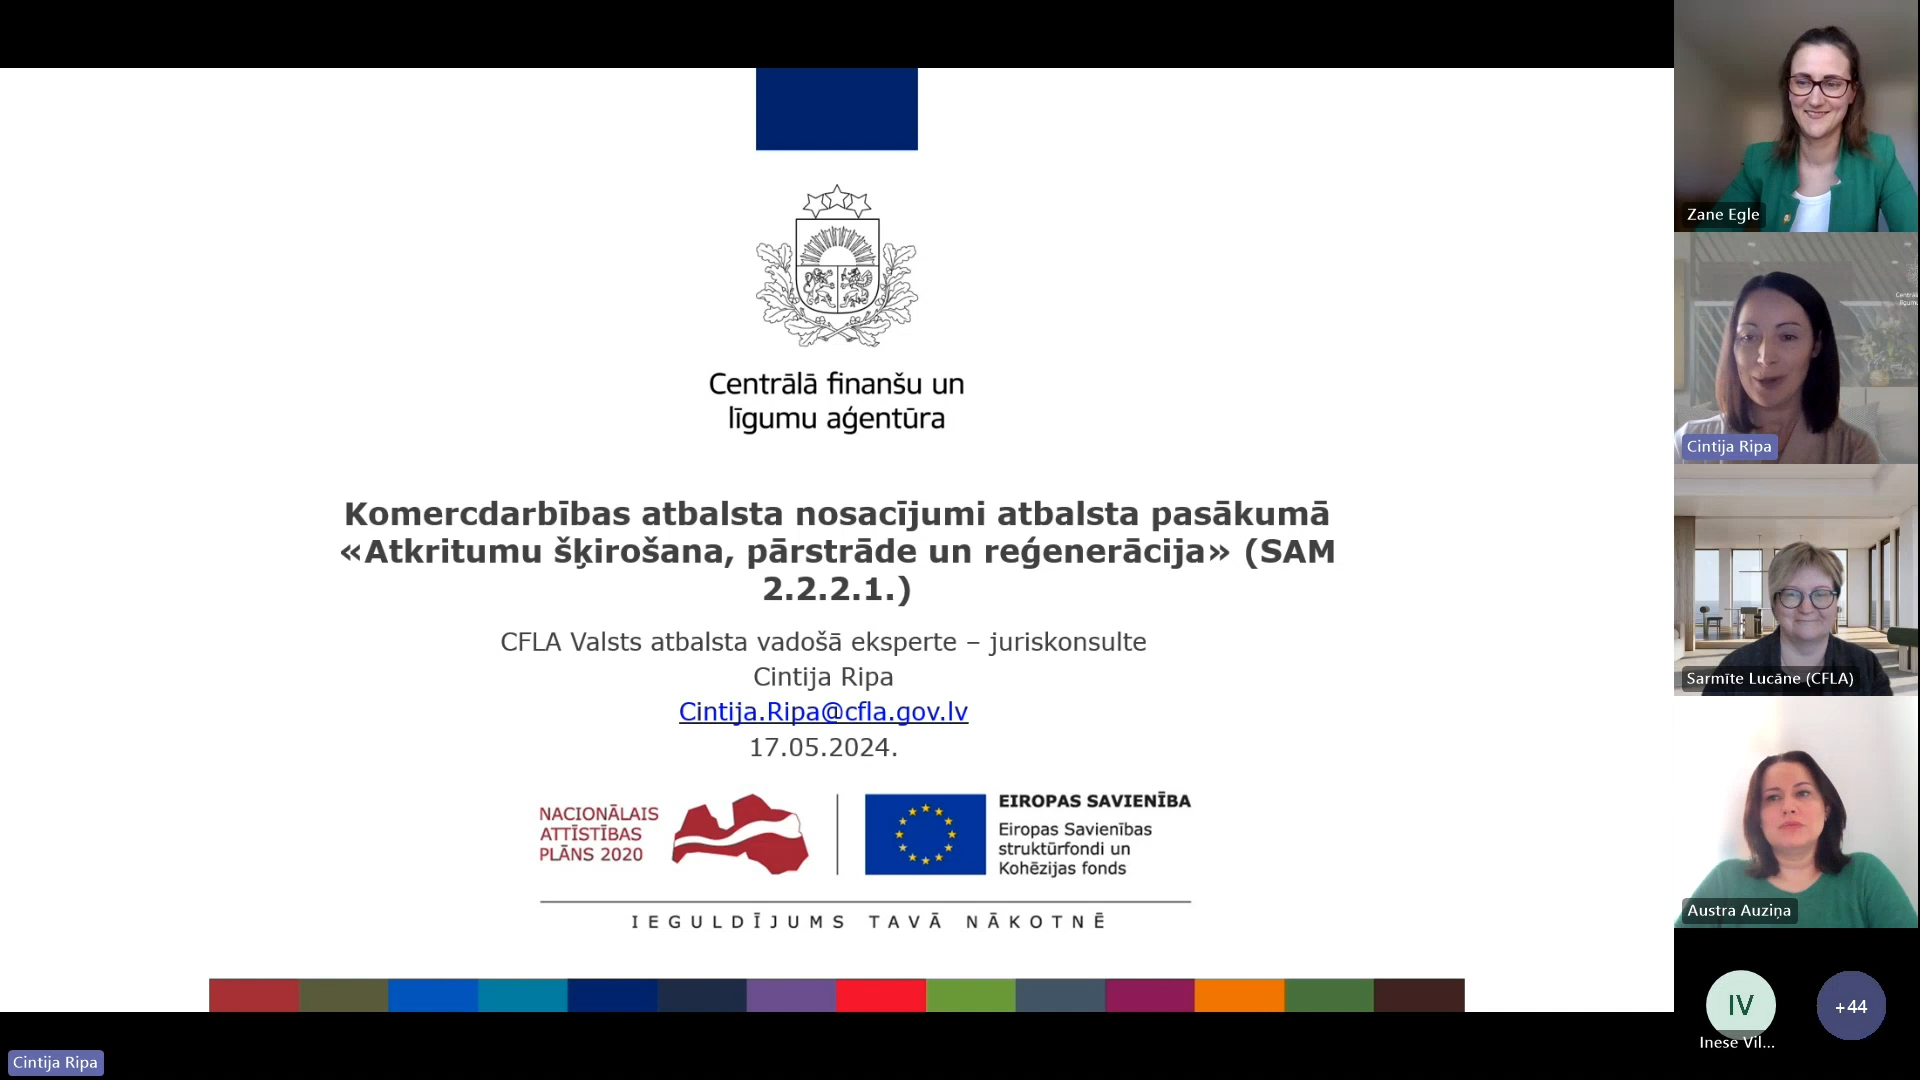 Centrālā finanšu un
līgumu aģentūra
Komercdarbības atbalsta nosacījumi atbalsta pasākumā
«Atkritumu šķirošana, pārstrāde un reģenerācija» (SAM
2.2.2.1.)
CFLA Valsts atbalsta vadošā eksperte – juriskonsulte
Cintija Ripa
Cintija.Ripa@cfla.gov.lv
17.05.2024.
NACIONĀLAIS
ATTĪSTĪBAS
PLĀNS 2020
EIROPAS SAVIENĪBA
Eiropas Savienības
struktūrfondi un
Kohēzijas fonds
IEGULDĪJUMS TAVĀ NĀKOTNĒ
Cintija Ripa
Zane Egle
Cintija Ripa
Sarmīte Lucāne (CFLA)
Austra Auziņa
IV
Inese Vil...
+44